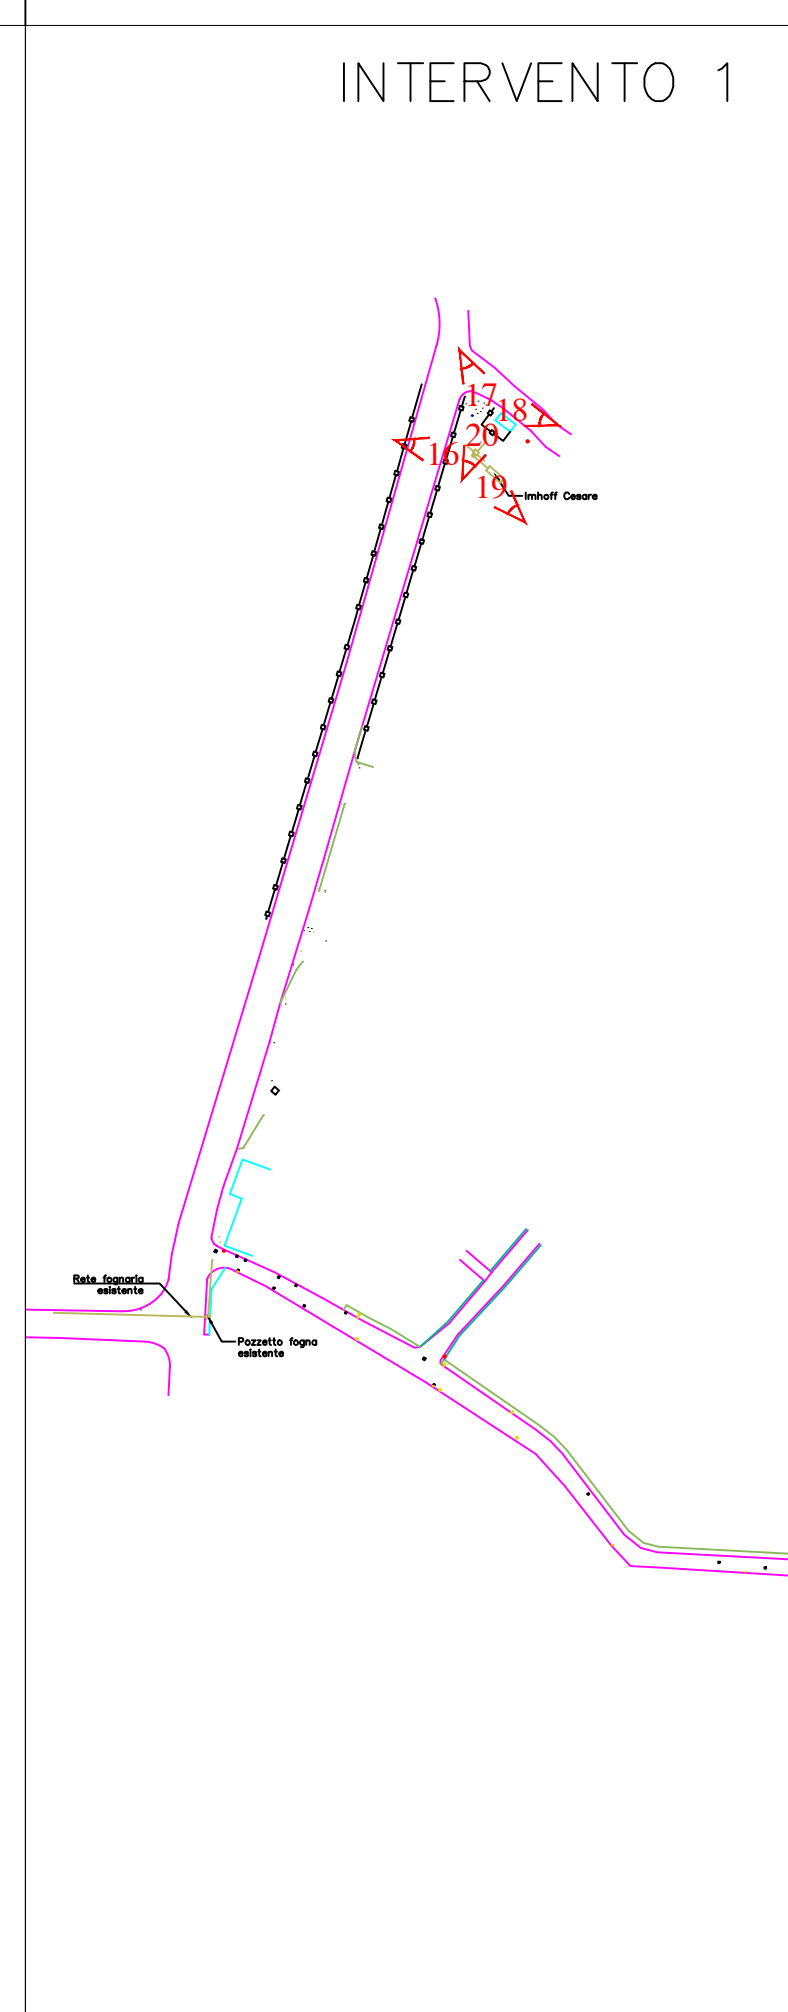 INTERVENTO 1
17
18
20
16
19
Imhoff Cesare
Rete fognaria
esistente
Pozzetto fogna
esistente